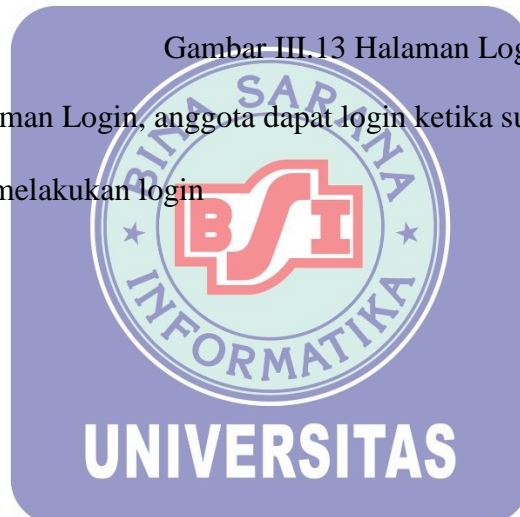 Gambar III.13 Halaman Log
man Login, anggota dapat login ketika su
melakukan login
BINA SARANA
BSI
INFORMATIKA
UNIVERSITAS